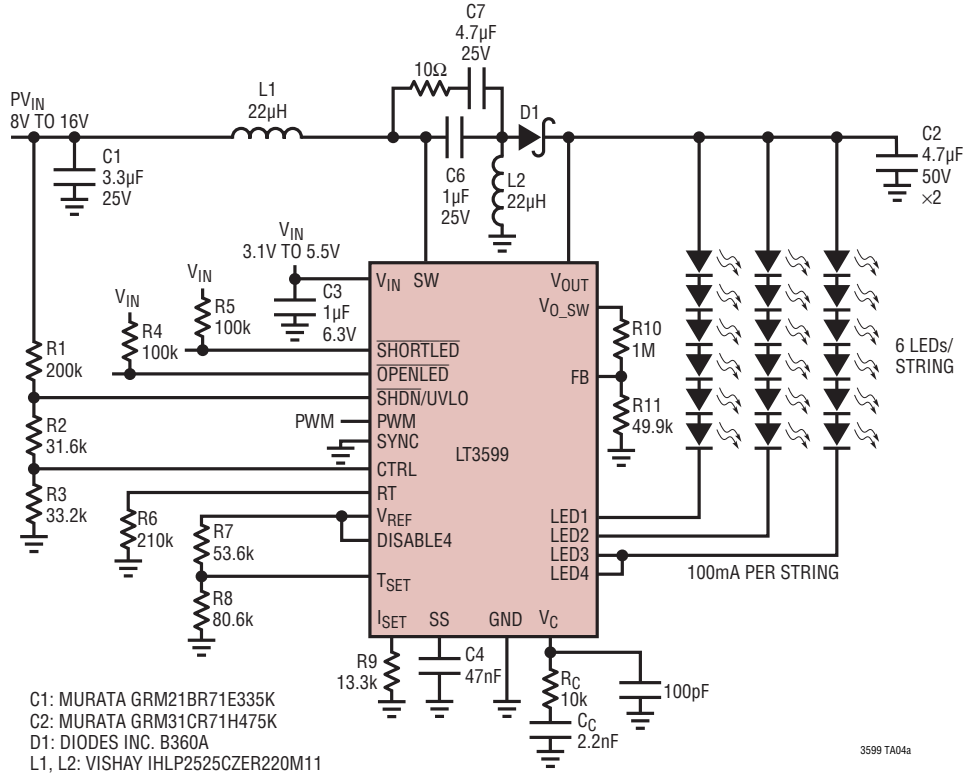 C7
4.7µF
25V
10Ω
L1
22µH
PVIN
8V TO 16V
D1
C1
3.3µF
25V
C6
1µF
25V
L2
22µH
C2
4.7µF
50V
×2
VIN
3.1V TO 5.5V
VIN
R5
100k
VIN
R4
100k
C3
1µF
6.3V
VIN
SW
VOUT
VO_SW
R10
1M
R1
200k
SHORTLED
OPENLED
SHDN/UVLO
FB
6 LEDs/
STRING
R2
31.6k
PWM
PWM
SYNC
R11
49.9k
LT3599
CTRL
R3
33.2k
RT
R6
210k
R7
53.6k
VREF
DISABLE4
LED1
LED2
LED3
LED4
100mA PER STRING
TSET
R8
80.6k
ISET
SS
GND
VC
R9
13.3k
C4
47nF
RC
10k
100pF
CC
2.2nF
C1: MURATA GRM21BR71E335K
C2: MURATA GRM31CR71H475K
D1: DIODES INC. B360A
L1, L2: VISHAY IHLP2525CZER220M11
3599 TA04a